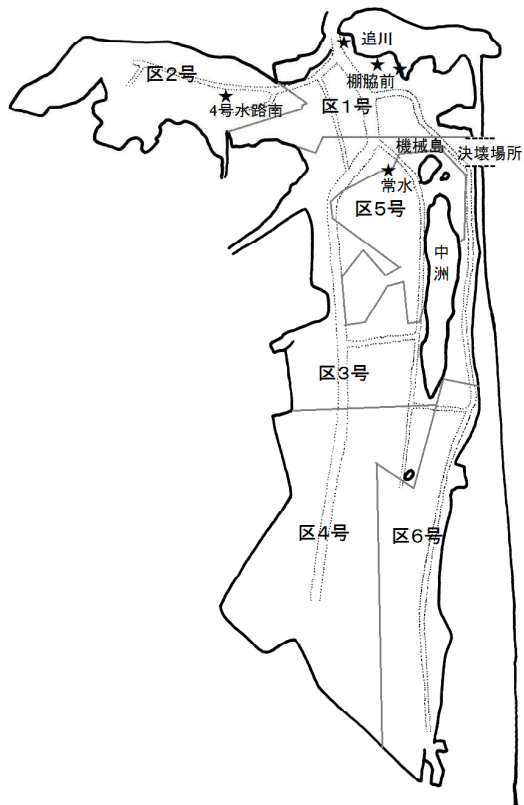 追川
棚脇前
区2号
4号水路南
区1号
機械島
決壊場所
常水
区5号
中洲
区3号
区4号
区6号